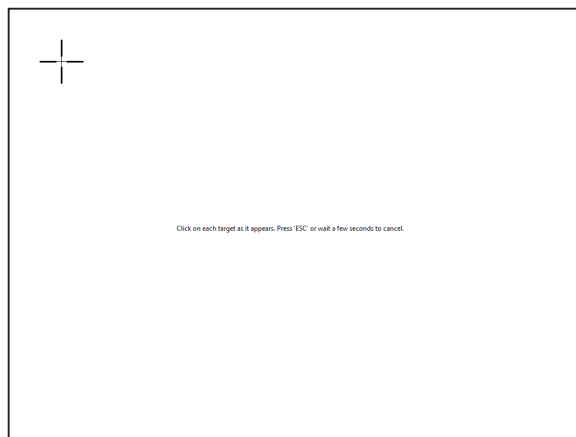 Click on each target as it appears. Press 'ESC' or wait a few seconds to cancel.